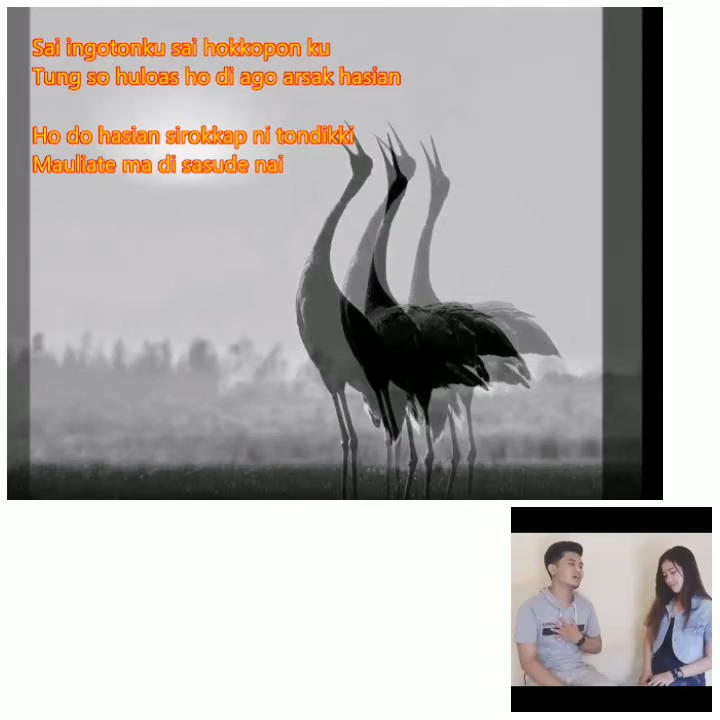 Sai ingotonku sai hokkopon ku
Tung so huloas ho di ago arsak hasian
Ho do hasian sirokkap ni tondikki
Mauliate ma di sasude nai